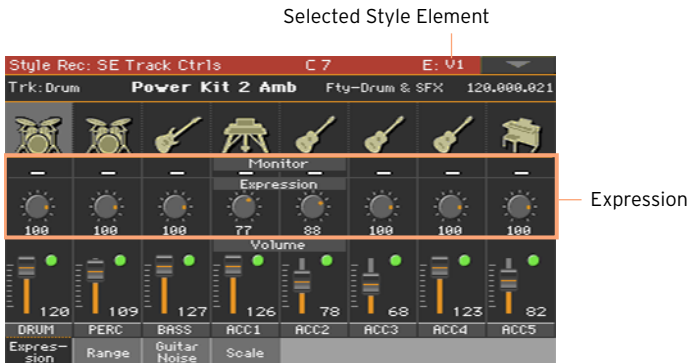 Selected Style Element
Style Rec: SE Track Ctrls C 7 E: V1
Trk:Drum Power Kit 2 Amb Fty-Drum & SFX 120.000.021
Monitor
Expression
Expression
100 100 100 77 88 100 100 100
Volume
120 109 127 126 78 68 123 82
DRUM PERC BASS ACC1 ACC2 ACC3 ACC4 ACC5
Expres-
sion Range Guitar
Noise Scale